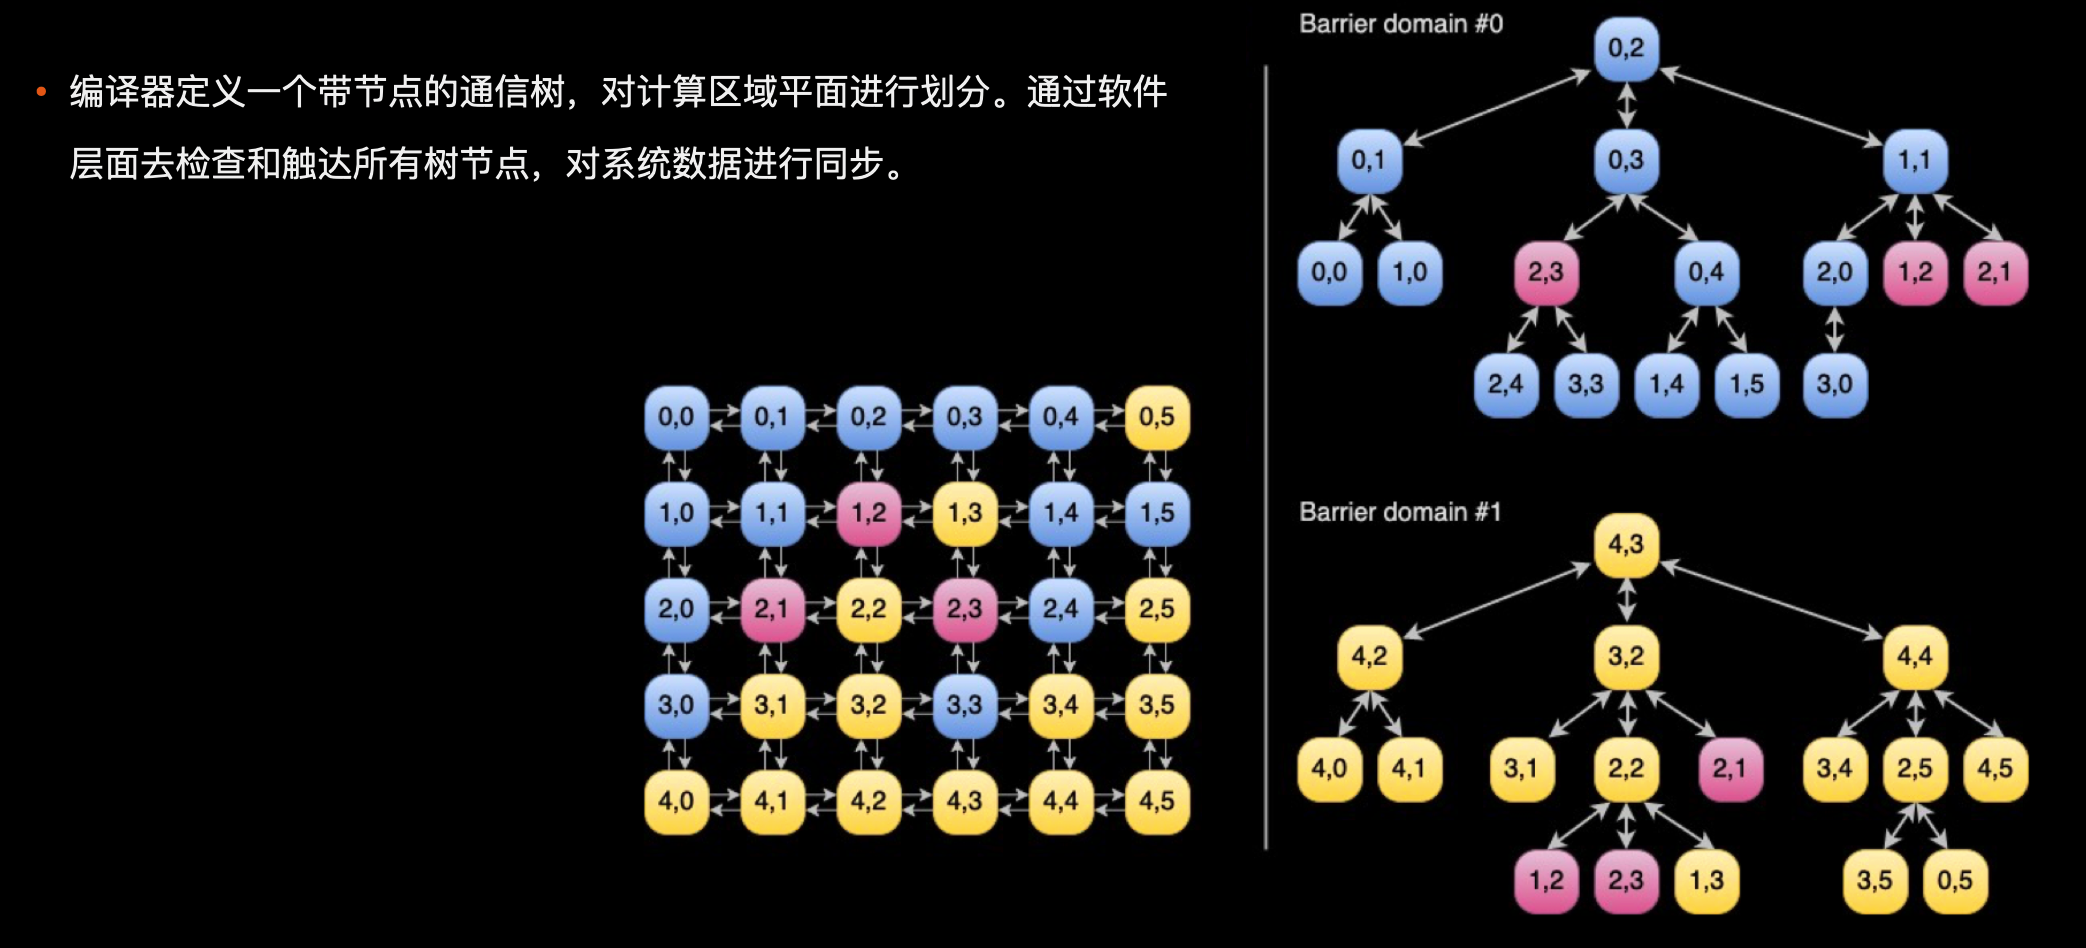 • 编译器定义一个带节点的通信树，对计算区域平面进行划分。通过软件
层面去检查和触达所有树节点，对系统数据进行同步。
0,0 0,1 0,2 0,3 0,4 0,5
1,0 1,1 1,2 1,3 1,4 1,5
2,0 2,1 2,2 2,3 2,4 2,5
3,0 3,1 3,2 3,3 3,4 3,5
4,0 4,1 4,2 4,3 4,4 4,5
Barrier domain #0
0,2
0,1 0,3 1,1
0,0 1,0 2,3 0,4 2,0 1,2 2,1
2,4 3,3 1,4 1,5 3,0
Barrier domain #1
4,3
4,2 3,2 4,4
4,0 4,1 3,1 2,2 2,1 3,4 2,5 4,5
1,2 2,3 1,3 3,5 0,5